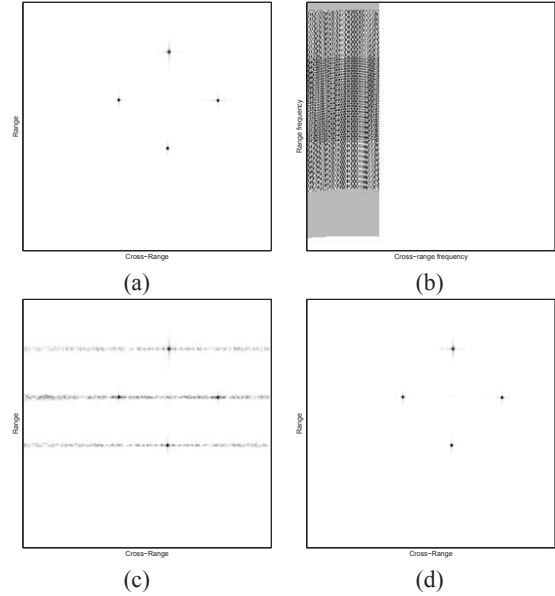 Range
Cross−Range
(a)
Range frequency
Cross−range frequency
(b)
Range
Cross−Range
(c)
Range
Cross−Range
(d)